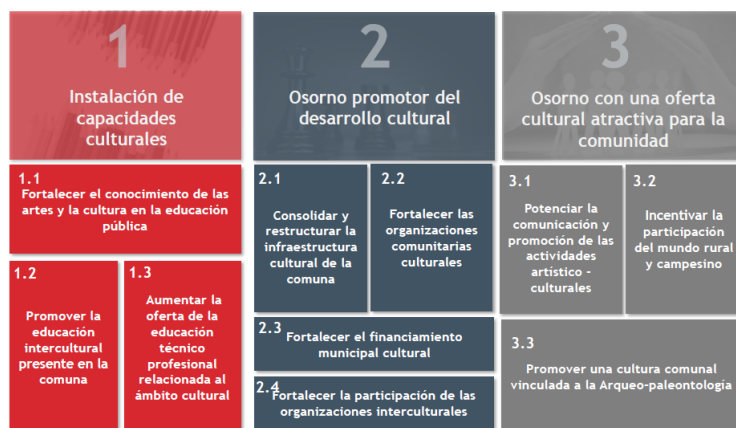 1
Instalación de
capacidades
culturales
1.1
Fortalecer el conocimiento de las
artes y la cultura en la educación
pública
1.2
Promover la
educación
intercultural
presente en la
comuna
1.3
Aumentar la
oferta de la
educación
técnico
profesional
relacionada al
ámbito cultural
2
Osorno promotor del
desarrollo cultural
2.1
Consolidar y
restructurar la
infraestructura
cultural de la
comuna
2.2
Fortalecer las
organizaciones
comunitarias
culturales
2.3
Fortalecer el financiamiento
municipal cultural
2.4
Fortalecer la participación de las
organizaciones interculturales
3
Osorno con una oferta
cultural atractiva para la
comunidad
3.1
Potenciar la
comunicación y
promoción de las
actividades
artístico -
culturales
3.2
Incentivar la
participación
del mundo rural
y campesino
3.3
Promover una cultura comunal
vinculada a la Arqueo-paleontología